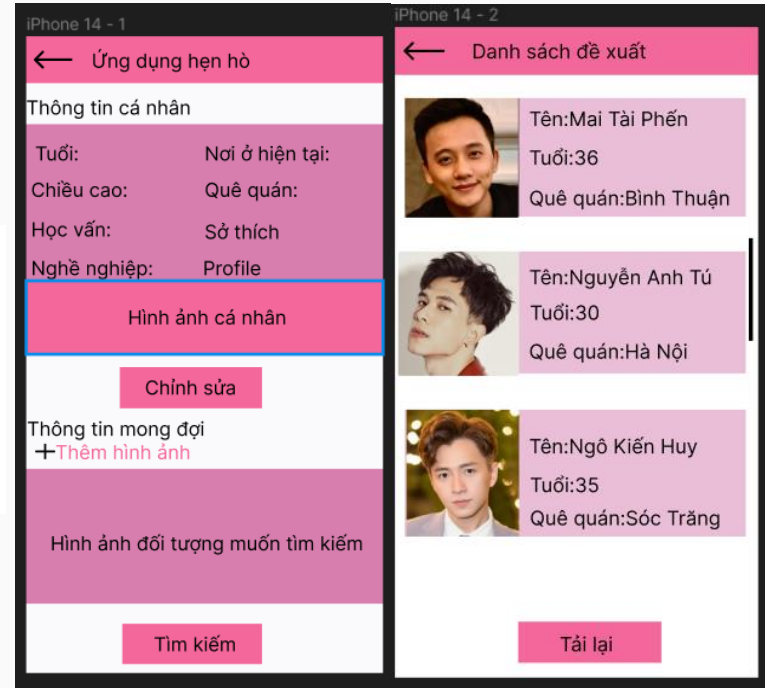 iPhone 14 - 1
Ứng dụng hẹn hò
Thông tin cá nhân
Tuổi:
Nơi ở hiện tại:
Chiều cao:
Quê quán:
Học vấn:
Sở thích
Nghề nghiệp:
Profile
Hình ảnh cá nhân
Chỉnh sửa
Thông tin mong đợi
+Thêm hình ảnh
Hình ảnh đối tượng muốn tìm kiếm
Tìm kiếm
iPhone 14 - 2
Danh sách đề xuất
Tên:Mai Tài Phến
Tuổi:36
Quê quán:Bình Thuận
Tên:Nguyễn Anh Tú
Tuổi:30
Quê quán:Hà Nội
Tên:Ngô Kiến Huy
Tuổi:35
Quê quán:Sóc Trăng
Tải lại